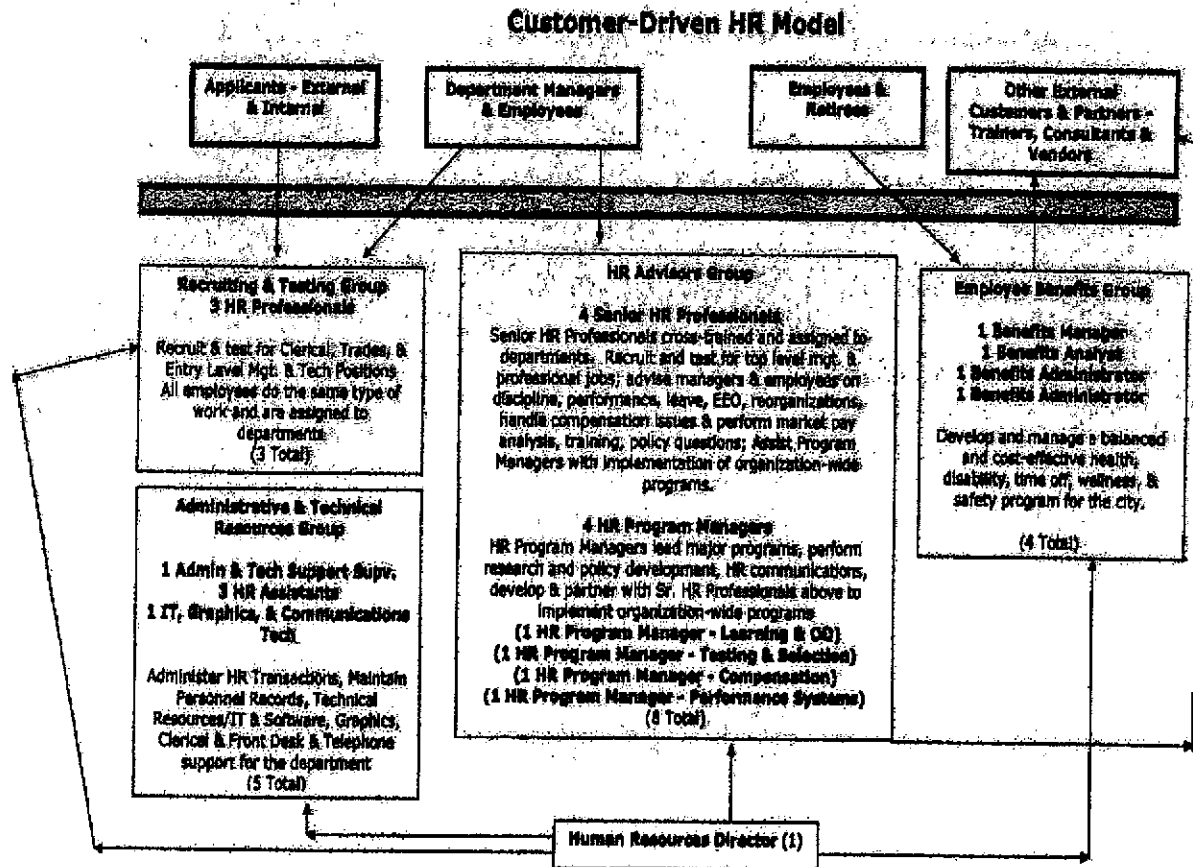 Customer-Driven HR Model
Applicants - External
& Internal
Department Managers
& Employees
Employees &
Retirees
Other External
Customers & Partners -
Trainers, Consultants &
Vendors
Recruiting & Testing Group
3 HR Professionals
Recruit & test for Clerical, Trades, &
Entry Level Mgt. & Tech Positions
All employees do the same type of
work and are assigned to
departments
(3 Total)
Administrative & Technical
Resources Group
1 Admin & Tech Support Supv.
3 HR Assistants
1 IT, Graphics, & Communications
Tech
Administer HR Transactions, Maintain
Personnel Records, Technical
Resources/IT & Software, Graphics,
Clerical & Front Desk & Telephone
support for the department
(5 Total)
HR Advisors Group
4 Senior HR Professionals
Senior HR Professionals cross-trained and assigned to
departments. Recruit and test for top level mgt. &
professional jobs; advise managers & employees on
discipline, performance, leave, EEO, reorganizations,
handle compensation issues & perform market pay
analysis, training, policy questions; Assist Program
Managers with implementation of organization-wide
programs.
4 HR Program Managers
HR Program Managers lead major programs, perform
research and policy development, HR communications,
develop & partner with Sr. HR Professionals above to
implement organization-wide programs
(1 HR Program Manager - Learning & OD)
(1 HR Program Manager - Testing & Selection)
(1 HR Program Manager - Compensation)
(1 HR Program Manager - Performance Systems)
(8 Total)
Employee Benefits Group
1 Benefits Manager
1 Benefits Analyst
1 Benefits Administrator
1 Benefits Administrator
Develop and manage a balanced
and cost-effective health,
disability, time off, wellness, &
safety program for the city.
(4 Total)
Human Resources Director (1)